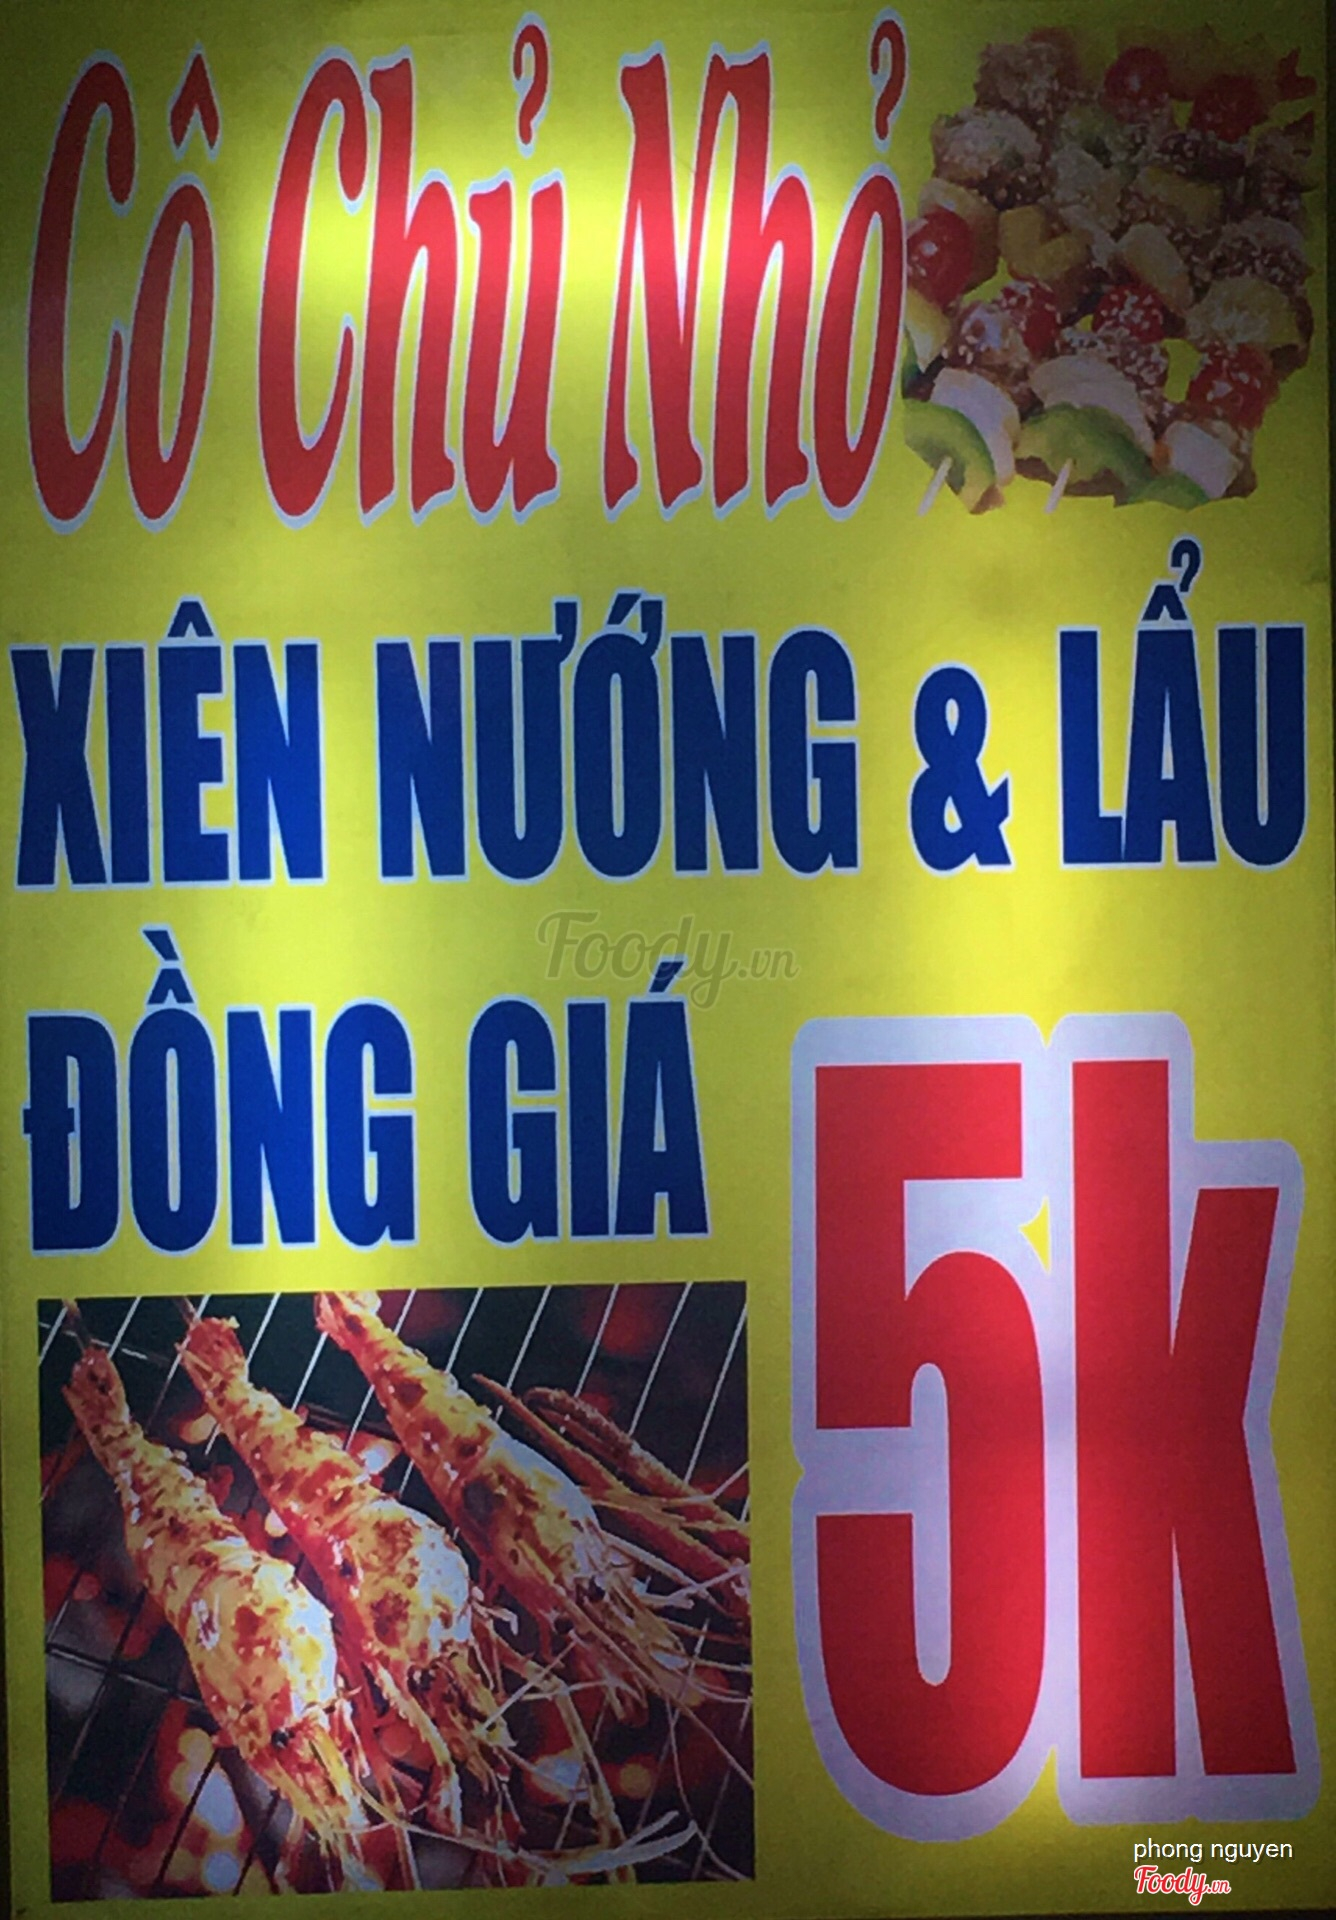 Cô Chủ Nhỏ
XIÊN NƯỚNG & LẨU
Foody.vn
ĐỒNG GIÁ
5k
phong nguyen
Foody.vn